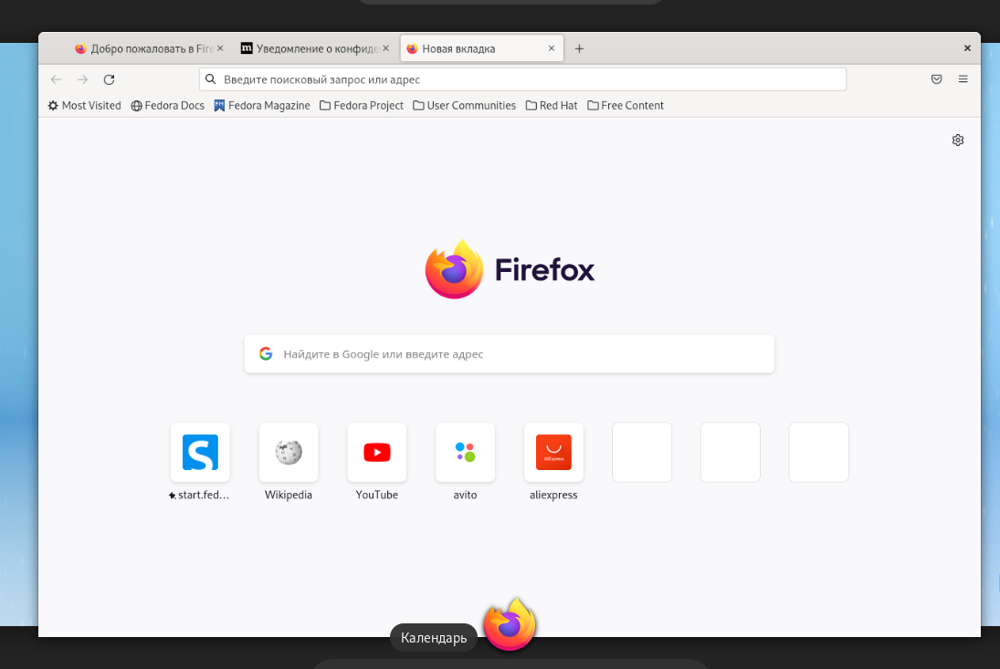 Добро пожаловать в Fire
Уведомление о конфиде
Новая вкладка
Введите поисковый запрос или адрес
Most Visited
Fedora Docs
Fedora Magazine
Fedora Project
User Communities
Red Hat
Free Content
Firefox
Найдите в Google или введите адрес
AliExpress
start.fed…
Wikipedia
YouTube
avito
aliexpress
Календарь